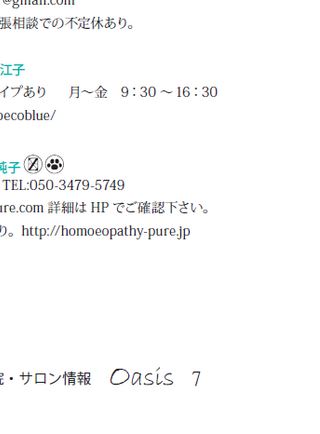 @gmail.com
張相談での不定休あり。
江子
イプあり　月〜金　9：30 〜 16：30
pecoblue/
純子
TEL:050-3479-5749
ure.com 詳細は HP でご確認下さい。
り。http://homoeopathy-pure.jp
院・サロン情報　Oasis　7